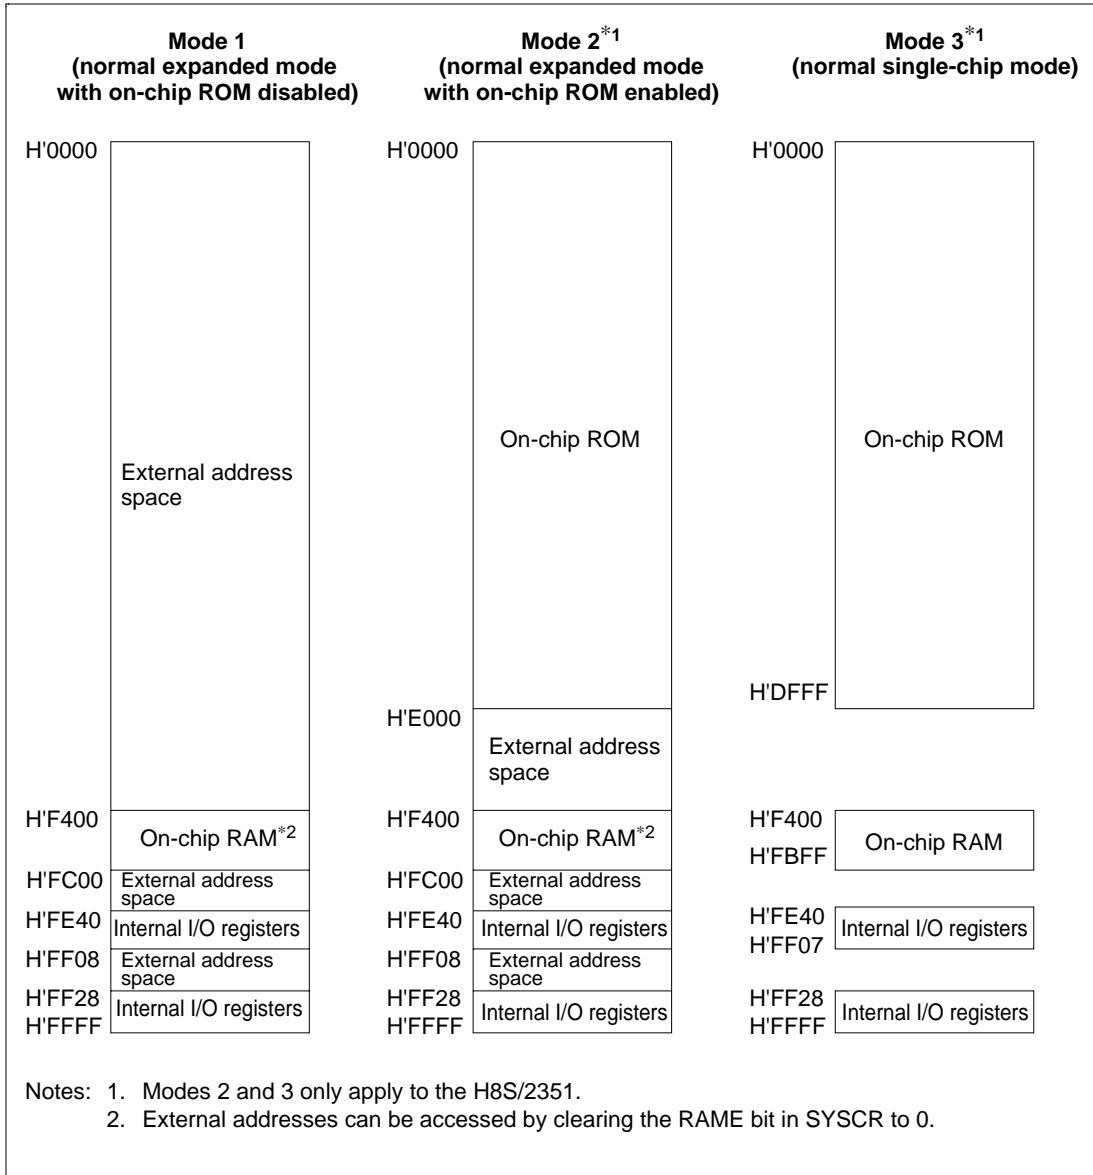 Mode 1
(normal expanded mode
with on-chip ROM disabled)
H'0000
External address
space
H'F400
On-chip RAM*2
H'FC00
External address
space
H'FE40
Internal I/O registers
H'FF08
External address
space
H'FF28
Internal I/O registers
H'FFFF
Mode 2*1
(normal expanded mode
with on-chip ROM enabled)
H'0000
On-chip ROM
H'E000
External address
space
H'F400
On-chip RAM*2
H'FC00
External address
space
H'FE40
Internal I/O registers
H'FF08
External address
space
H'FF28
Internal I/O registers
H'FFFF
Mode 3*1
(normal single-chip mode)
H'0000
On-chip ROM
H'DFFF
H'F400
On-chip RAM
H'FBFF
H'FE40
Internal I/O registers
H'FF07
H'FF28
Internal I/O registers
H'FFFF
Notes: 1. Modes 2 and 3 only apply to the H8S/2351.
2. External addresses can be accessed by clearing the RAME bit in SYSCR to 0.